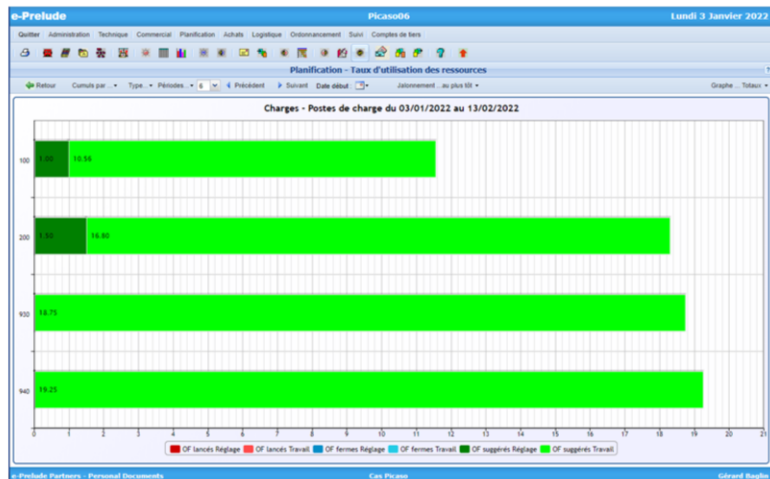 e-Prelude Picaso06 Lundi 3 Janvier 2022
Quitter Administration Technique Commercial Planification Achats Logistique Ordonnancement Suivi Comptes de tiers
Planification - Taux d'utilisation des ressources ?
Retour Cumuls par ... Type... Périodes... 6 Précédent Suivant Date début : Jalonnement ...au plus tôt Graphe ... Totaux
Charges - Postes de charge du 03/01/2022 au 13/02/2022
100 1.00 10.56
200 1.50 16.80
930 18.75
940 19.25
0 1 2 3 4 5 6 7 8 9 10 11 12 13 14 15 16 17 18 19 20 21
OF lancés Réglage OF lancés Travail OF fermes Réglage OF fermes Travail OF suggérés Réglage OF suggérés Travail
e-Prelude Partners - Personal Documents Cas Picaso Gérard Baglin